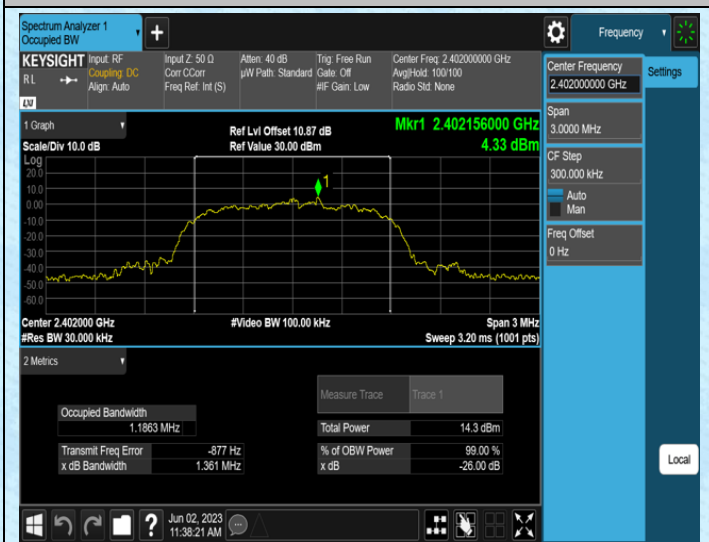 Spectrum Analyzer 1
Occupied BW
Frequency
KEYSIGHT
R L
LXI
Input: RF
Coupling: DC
Align: Auto
Input Z: 50 Ω
Corr CCorr
Freq Ref: Int (S)
Atten: 40 dB
µW Path: Standard
Trig: Free Run
Gate: Off
#IF Gain: Low
Center Freq: 2.402000000 GHz
Avg|Hold: 100/100
Radio Std: None
Center Frequency
2.402000000 GHz
Settings
Span
3.0000 MHz
CF Step
300.000 kHz
Auto
Man
Freq Offset
0 Hz
1 Graph
Scale/Div 10.0 dB
Ref Lvl Offset 10.87 dB
Ref Value 30.00 dBm
Mkr1 2.402156000 GHz
4.33 dBm
Log
20.0
10.0
0.00
-10.0
-20.0
-30.0
-40.0
-50.0
-60.0
1
Center 2.402000 GHz
#Res BW 30.000 kHz
#Video BW 100.00 kHz
Span 3 MHz
Sweep 3.20 ms (1001 pts)
2 Metrics
Measure Trace Trace 1
Occupied Bandwidth
1.1863 MHz
Total Power 14.3 dBm
Transmit Freq Error -877 Hz
x dB Bandwidth 1.361 MHz
% of OBW Power 99.00 %
x dB -26.00 dB
Local
?
Jun 02, 2023
11:38:21 AM